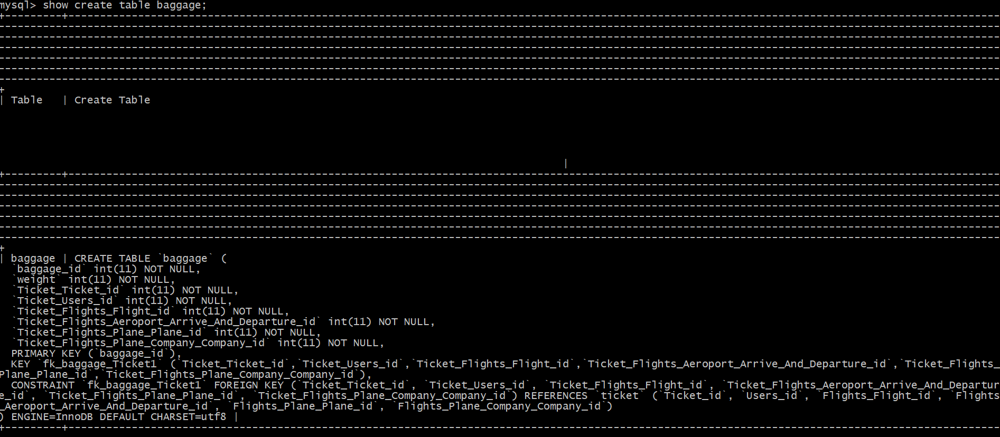 mysql> show create table baggage;
+---------+----------------------------------------------------------------------------------------------------------------------------------------------------
--------------------------------------------------------------------------------------------------------------------------------------------------------------
--------------------------------------------------------------------------------------------------------------------------------------------------------------
--------------------------------------------------------------------------------------------------------------------------------------------------------------
--------------------------------------------------------------------------------------------------------------------------------------------------------------
--------------------------------------------------------------------------------------------------------------------------------------------------------------
--------------------------------------------------------------------------------------------------------------------------------------------------------------
+
| Table   | Create Table
|
+---------+----------------------------------------------------------------------------------------------------------------------------------------------------
--------------------------------------------------------------------------------------------------------------------------------------------------------------
--------------------------------------------------------------------------------------------------------------------------------------------------------------
--------------------------------------------------------------------------------------------------------------------------------------------------------------
--------------------------------------------------------------------------------------------------------------------------------------------------------------
--------------------------------------------------------------------------------------------------------------------------------------------------------------
--------------------------------------------------------------------------------------------------------------------------------------------------------------
+
| baggage | CREATE TABLE `baggage` (
  `baggage_id` int(11) NOT NULL,
  `weight` int(11) NOT NULL,
  `Ticket_Ticket_id` int(11) NOT NULL,
  `Ticket_Users_id` int(11) NOT NULL,
  `Ticket_Flights_Flight_id` int(11) NOT NULL,
  `Ticket_Flights_Aeroport_Arrive_And_Departure_id` int(11) NOT NULL,
  `Ticket_Flights_Plane_Plane_id` int(11) NOT NULL,
  `Ticket_Flights_Plane_Company_Company_id` int(11) NOT NULL,
  PRIMARY KEY (`baggage_id`),
  KEY `fk_baggage_Ticket1` (`Ticket_Ticket_id`,`Ticket_Users_id`,`Ticket_Flights_Flight_id`,`Ticket_Flights_Aeroport_Arrive_And_Departure_id`,`Ticket_Flights_
Plane_Plane_id`,`Ticket_Flights_Plane_Company_Company_id`),
  CONSTRAINT `fk_baggage_Ticket1` FOREIGN KEY (`Ticket_Ticket_id`, `Ticket_Users_id`, `Ticket_Flights_Flight_id`, `Ticket_Flights_Aeroport_Arrive_And_Departur
e_id`, `Ticket_Flights_Plane_Plane_id`, `Ticket_Flights_Plane_Company_Company_id`) REFERENCES `ticket` (`Ticket_id`, `Users_id`, `Flights_Flight_id`, `Flights
_Aeroport_Arrive_And_Departure_id`, `Flights_Plane_Plane_id`, `Flights_Plane_Company_Company_id`)
) ENGINE=InnoDB DEFAULT CHARSET=utf8 |
+---------+----------------------------------------------------------------------------------------------------------------------------------------------------